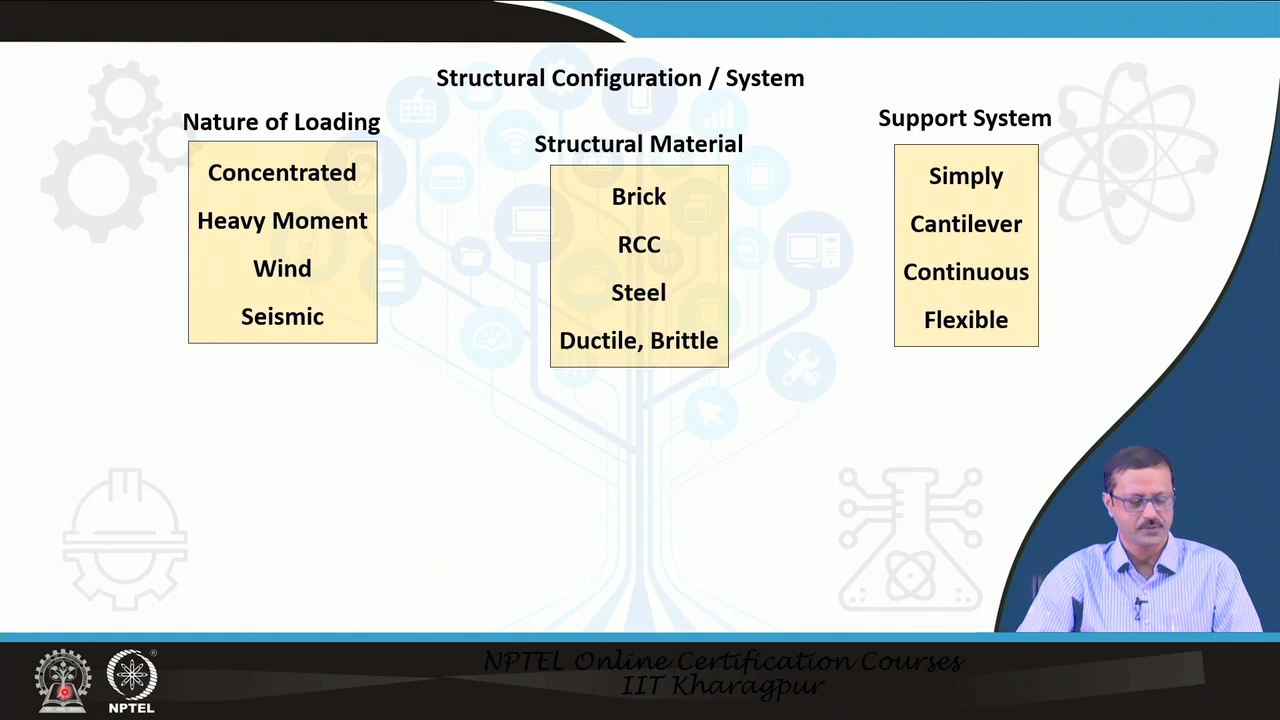 Structural Configuration / System
Nature of Loading
Concentrated
Heavy Moment
Wind
Seismic
Structural Material
Brick
RCC
Steel
Ductile, Brittle
Support System
Simply
Cantilever
Continuous
Flexible
NPTEL
NPTEL Online Certification Courses
IIT Kharagpur